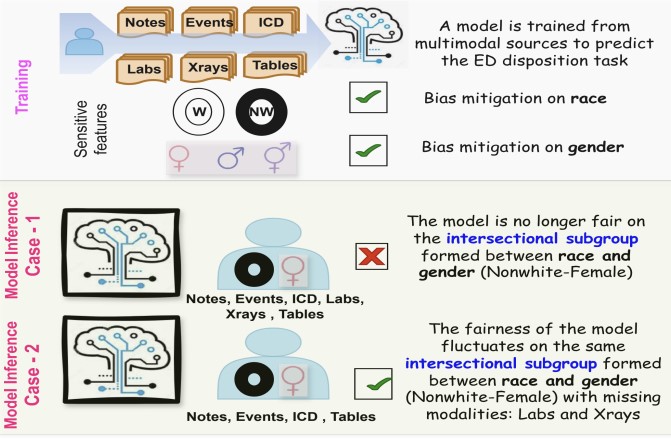 Training
Notes
Events
ICD
Labs
Xrays
Tables
A model is trained from
multimodal sources to predict
the ED disposition task
Sensitive
features
W
NW
Bias mitigation on race
Bias mitigation on gender
Model Inference
Case - 1
Notes, Events, ICD, Labs,
Xrays , Tables
The model is no longer fair on
the intersectional subgroup
formed between race and
gender (Nonwhite-Female)
Model Inference
Case - 2
Notes, Events, ICD , Tables
The fairness of the model
fluctuates on the same
intersectional subgroup formed
between race and gender
(Nonwhite-Female) with missing
modalities: Labs and Xrays